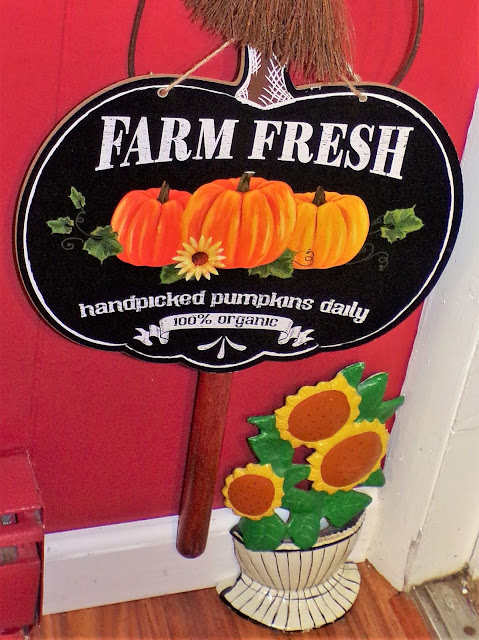 FARM FRESH
handpicked pumpkins daily
100% organic